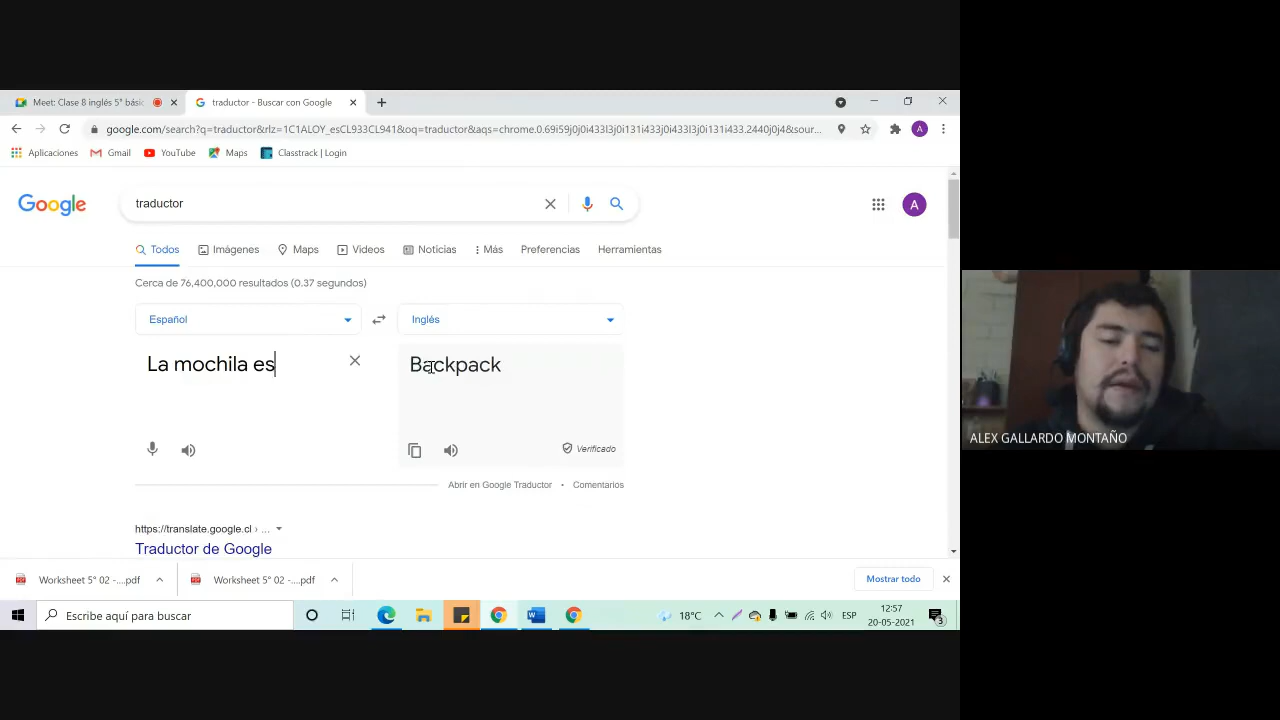 Meet: Clase 8 inglés 5° básic
traductor - Buscar con Google
google.com/search?q=traductor&rlz=1C1ALOY_esCL933CL941&oq=traductor&aqs=chrome.0.69i59j0j0i433l3j0i131i433j0i433l3j0i131i433.2440j0j4&sour...
Aplicaciones Gmail YouTube Maps Classtrack | Login
Google
traductor
A
Todos Imágenes Maps Videos Noticias Más Preferencias Herramientas
Cerca de 76,400,000 resultados (0.37 segundos)
Español Inglés
La mochila es
Backpack
Verificado
Abrir en Google Traductor • Comentarios
https://translate.google.cl › ...
Traductor de Google
Worksheet 5° 02 -....pdf
Worksheet 5° 02 -....pdf
Mostrar todo
Escribe aquí para buscar
18°C
ESP
12:57
20-05-2021
3
ALEX GALLARDO MONTAÑO